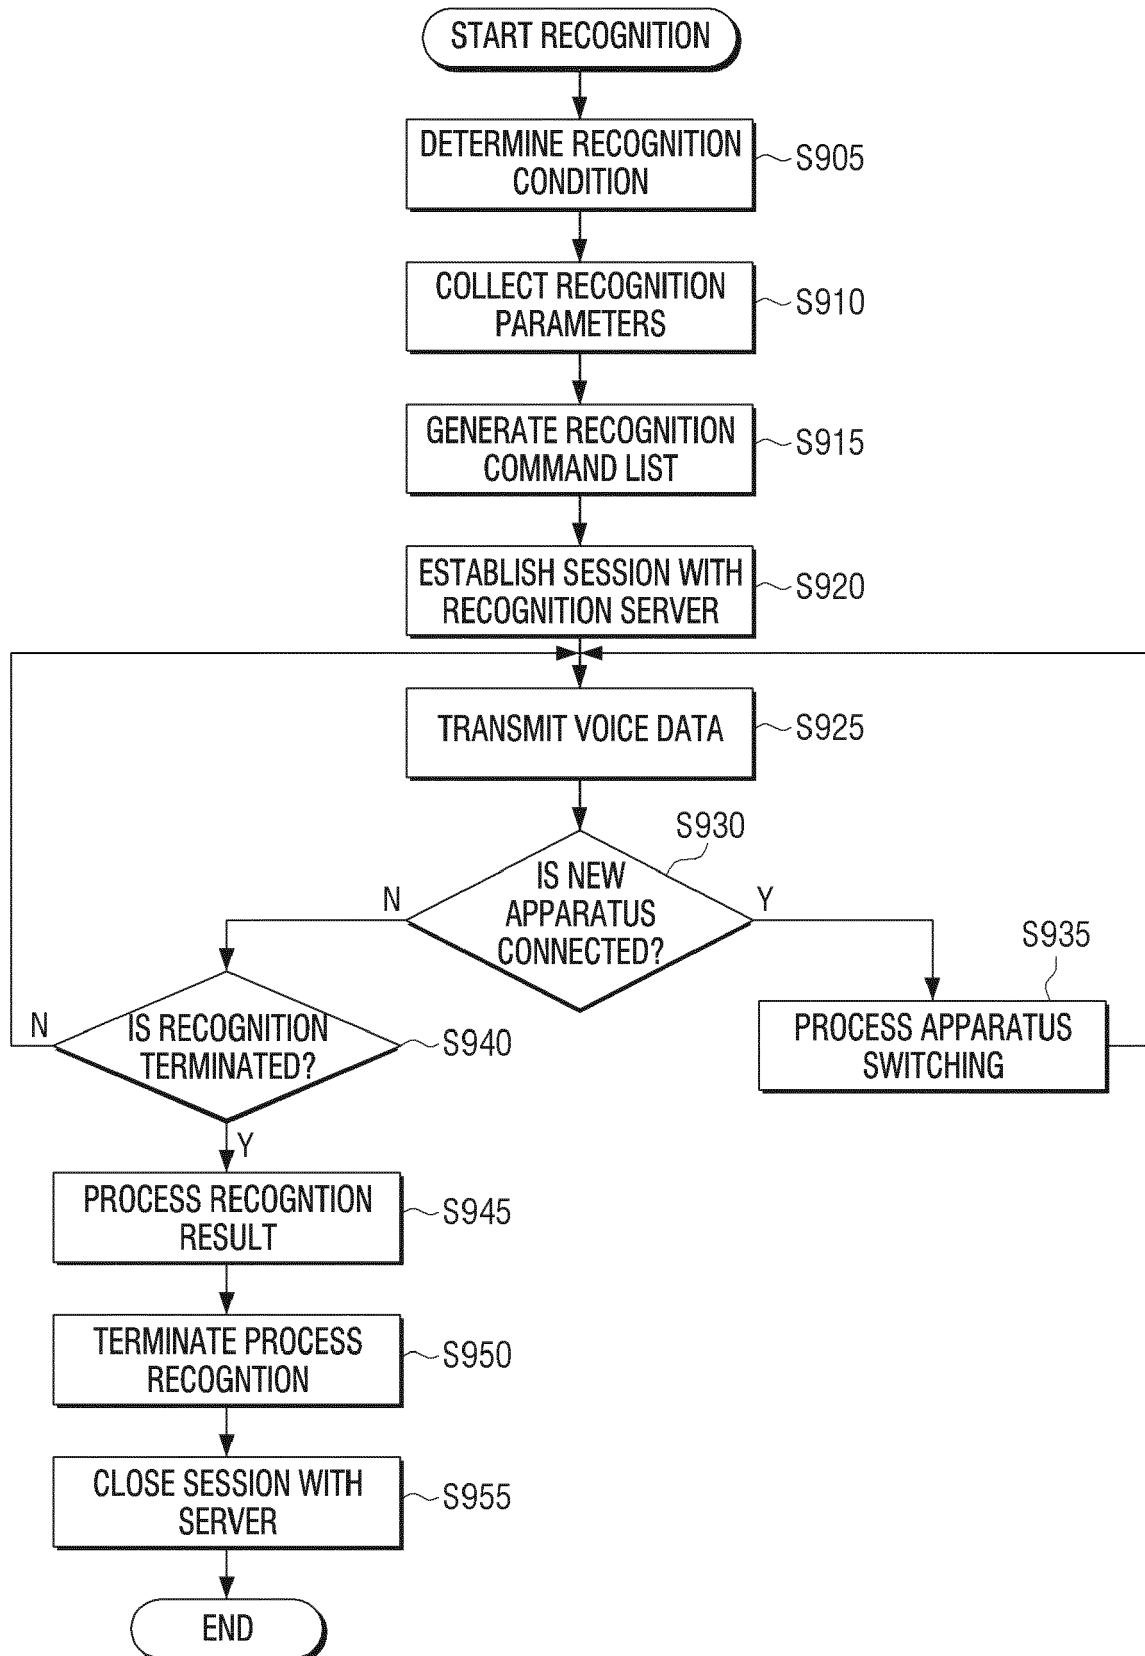 START RECOGNITION
DETERMINE RECOGNITION
CONDITION
S905
COLLECT RECOGNITION
PARAMETERS
S910
GENERATE RECOGNITION
COMMAND LIST
S915
ESTABLISH SESSION WITH
RECOGNITION SERVER
S920
TRANSMIT VOICE DATA
S925
S930
IS NEW
APPARATUS
CONNECTED?
N
Y
S935
PROCESS APPARATUS
SWITCHING
N
IS RECOGNITION
TERMINATED?
S940
Y
PROCESS RECOGNTION
RESULT
S945
TERMINATE PROCESS
RECOGNTION
S950
CLOSE SESSION WITH
SERVER
S955
END